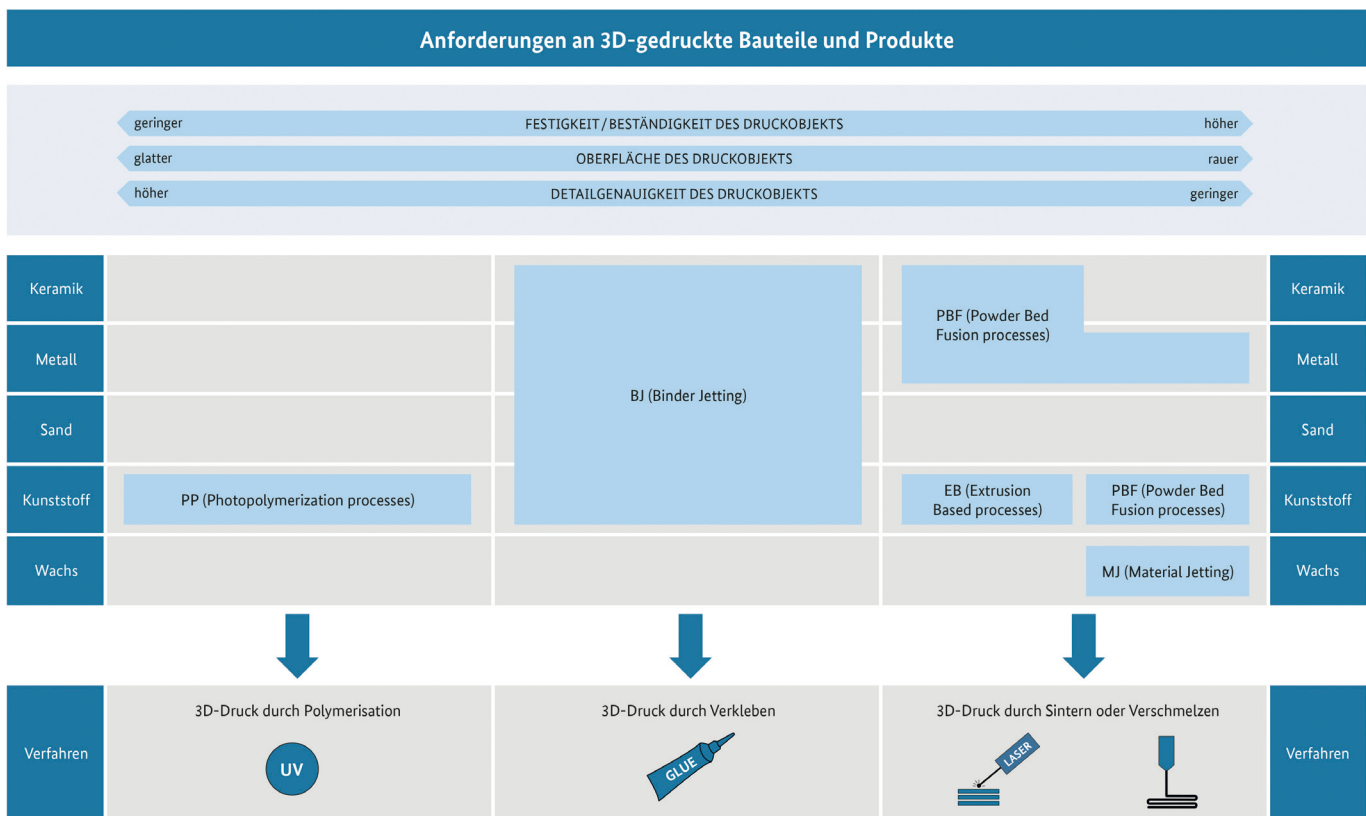 Anforderungen an 3D-gedruckte Bauteile und Produkte
geringer FESTIGKEIT / BESTÄNDIGKEIT DES DRUCKOBJEKTS höher
glatter OBERFLÄCHE DES DRUCKOBJEKTS rauer
höher DETAILGENAUIGKEIT DES DRUCKOBJEKTS geringer
Keramik Keramik
PBF (Powder Bed
Fusion processes)
Metall Metall
BJ (Binder Jetting)
Sand Sand
Kunststoff PP (Photopolymerization processes) Kunststoff
EB (Extrusion
Based processes)
PBF (Powder Bed
Fusion processes)
Wachs MJ (Material Jetting) Wachs
Verfahren Verfahren
3D-Druck durch Polymerisation
UV
3D-Druck durch Verkleben
GLUE
3D-Druck durch Sintern oder Verschmelzen
LASER